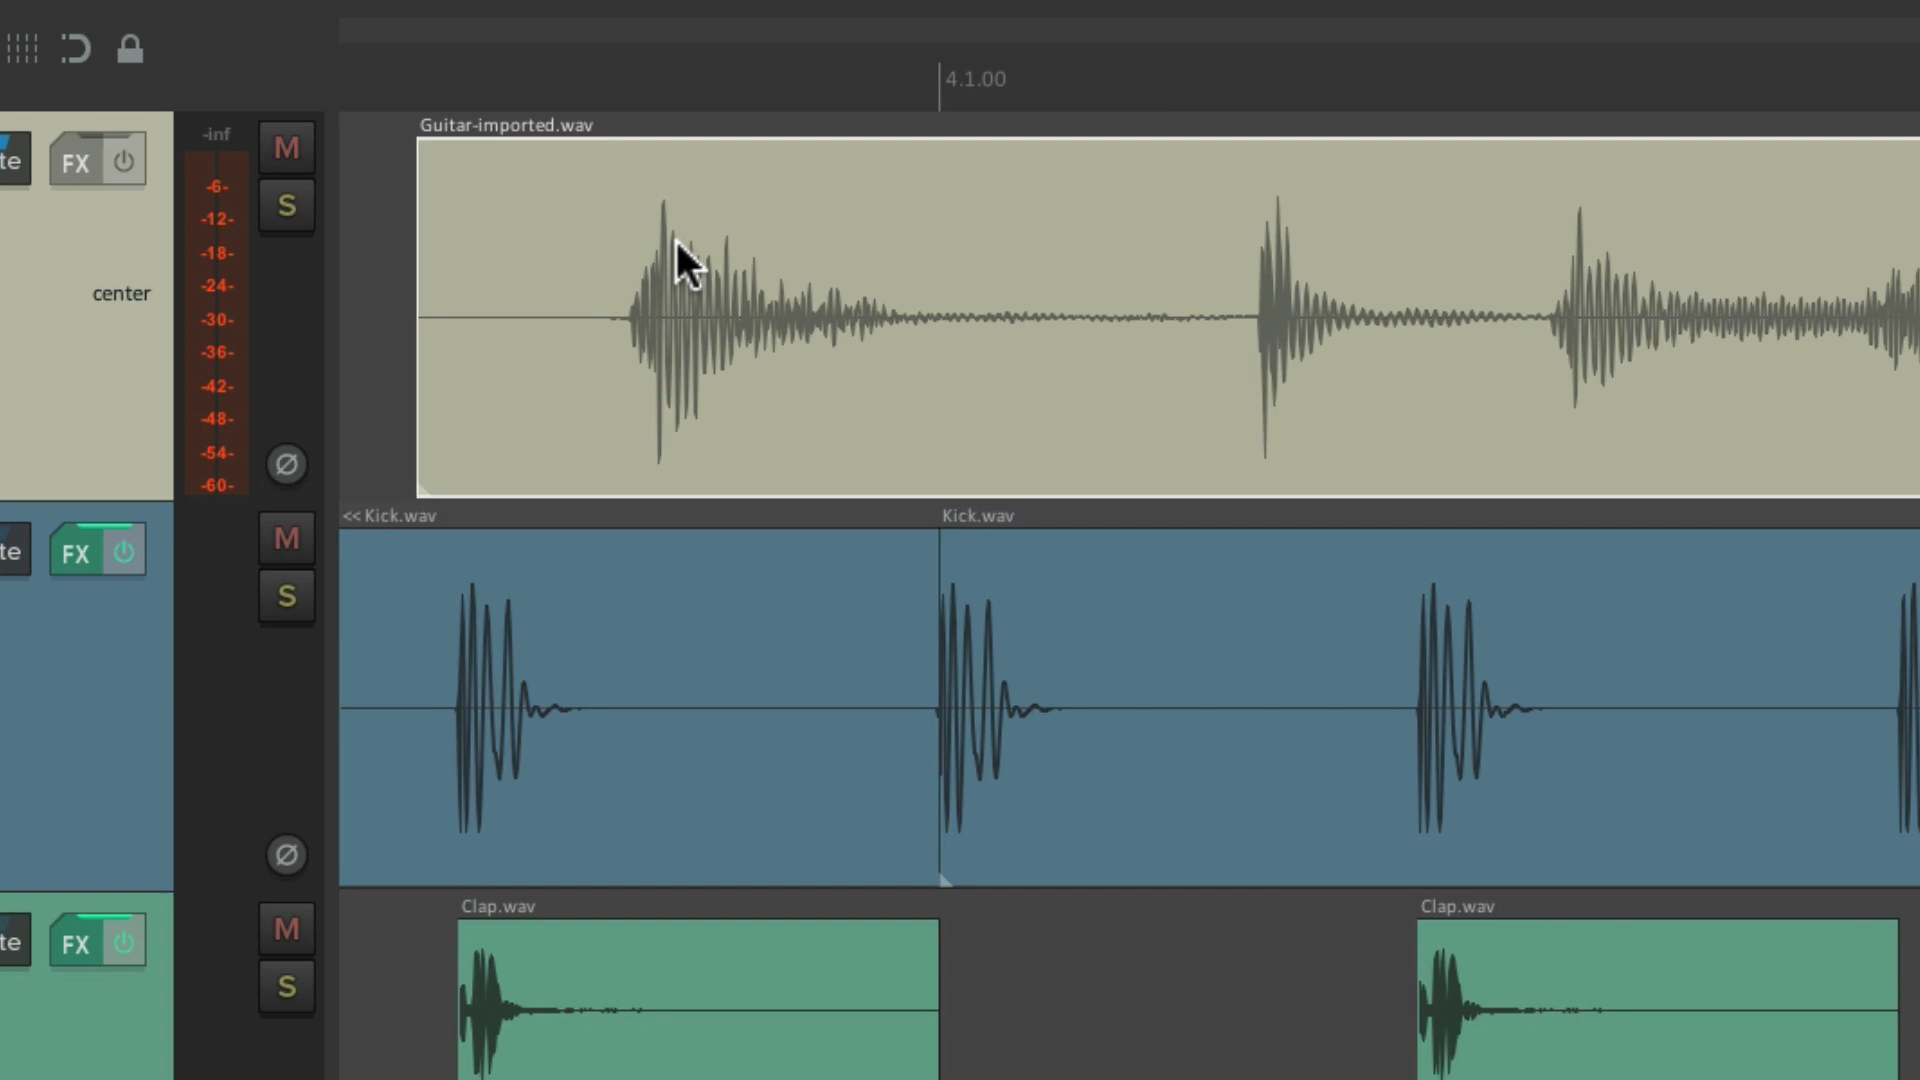 4.1.00
Guitar-imported.wav
te
FX
-inf
M
S
-6-
-12-
-18-
-24-
-30-
-36-
-42-
-48-
-54-
-60-
center
<< Kick.wav
Kick.wav
te
FX
M
S
Clap.wav
Clap.wav
te
FX
M
S